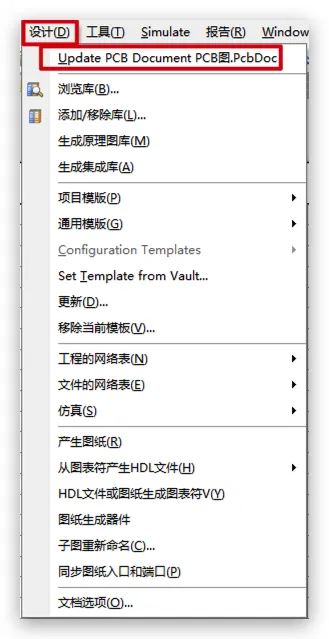 设计(D) 工具(T) Simulate 报告(R) Window
Update PCB Document PCB图.PcbDoc
浏览库(B)...
添加/移除库(L)...
生成原理图库(M)
生成集成库(A)
项目模版(P)
通用模版(G)
Configuration Templates
Set Template from Vault...
更新(D)...
移除当前模板(V)...
工程的网络表(N)
文件的网络表(E)
仿真(S)
产生图纸(R)
从图表符产生HDL文件(H)
HDL文件或图纸生成图表符V(Y)
图纸生成器件
子图重新命名(C)...
同步图纸入口和端口(P)
文档选项(O)...